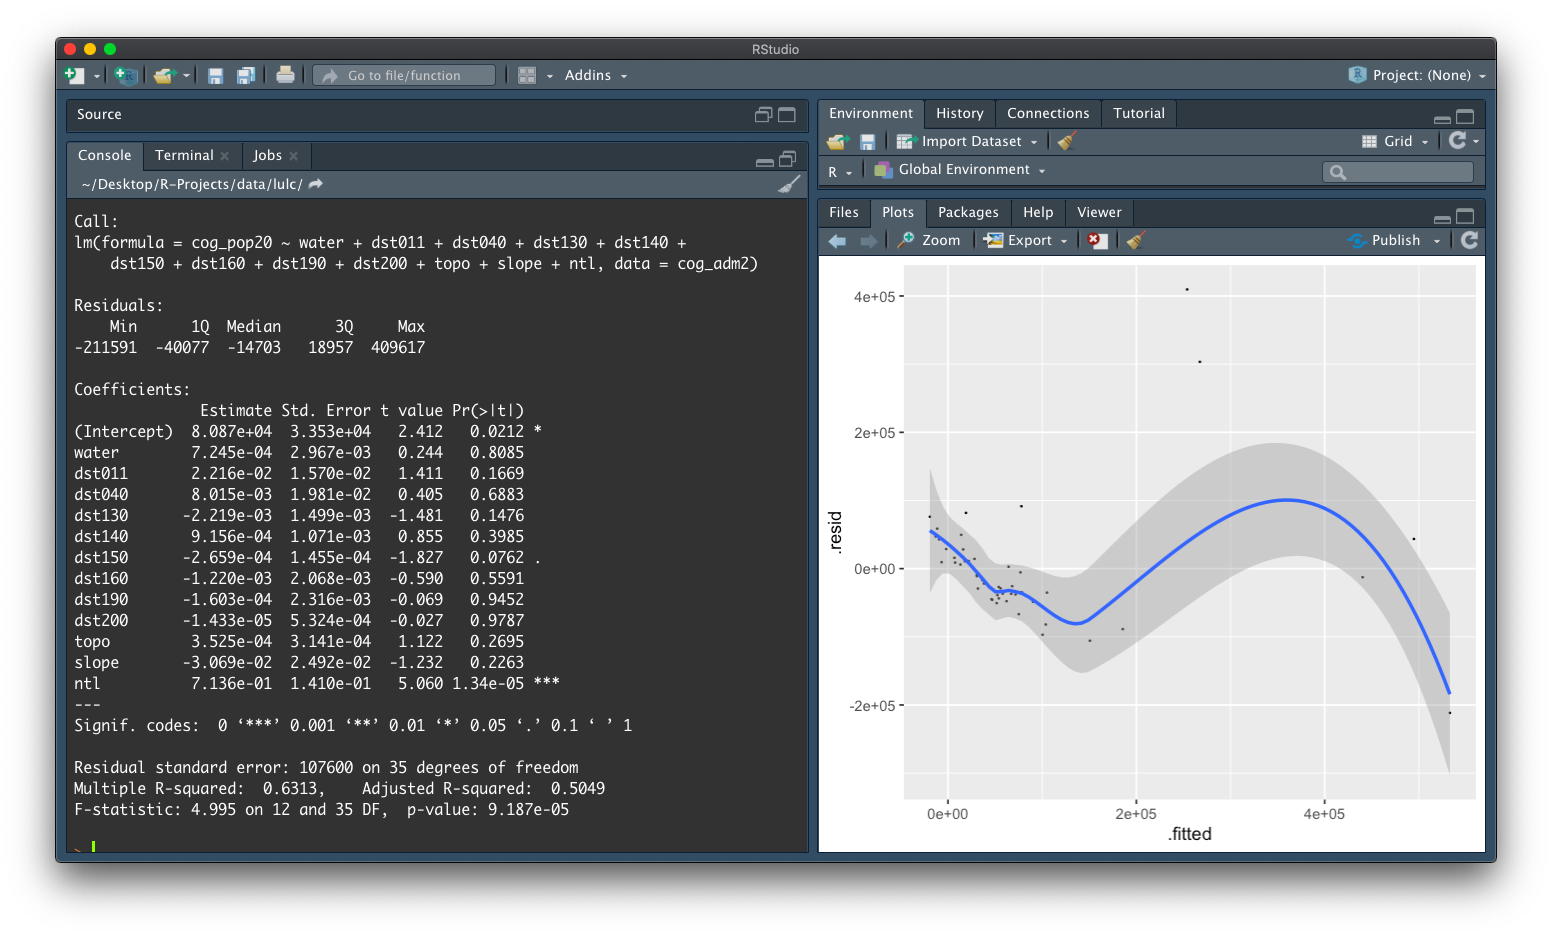 RStudio
Go to file/function
Addins
Project: (None)
Source
Console Terminal Jobs
~/Desktop/R-Projects/data/lulc/
Call:
lm(formula = cog_pop20 ~ water + dst011 + dst040 + dst130 + dst140 +
    dst150 + dst160 + dst190 + dst200 + topo + slope + ntl, data = cog_adm2)
Residuals:
    Min      1Q  Median      3Q     Max
-211591  -40077  -14703   18957  409617
Coefficients:
              Estimate Std. Error t value Pr(>|t|)
(Intercept)  8.087e+04  3.353e+04   2.412   0.0212 *
water        7.245e-04  2.967e-03   0.244   0.8085
dst011       2.216e-02  1.570e-02   1.411   0.1669
dst040       8.015e-03  1.981e-02   0.405   0.6883
dst130      -2.219e-03  1.499e-03  -1.481   0.1476
dst140       9.156e-04  1.071e-03   0.855   0.3985
dst150      -2.659e-04  1.455e-04  -1.827   0.0762 .
dst160      -1.220e-03  2.068e-03  -0.590   0.5591
dst190      -1.603e-04  2.316e-03  -0.069   0.9452
dst200      -1.433e-05  5.324e-04  -0.027   0.9787
topo         3.525e-04  3.141e-04   1.122   0.2695
slope       -3.069e-02  2.492e-02  -1.232   0.2263
ntl          7.136e-01  1.410e-01   5.060 1.34e-05 ***
---
Signif. codes:  0 ‘***’ 0.001 ‘**’ 0.01 ‘*’ 0.05 ‘.’ 0.1 ‘ ’ 1
Residual standard error: 107600 on 35 degrees of freedom
Multiple R-squared:  0.6313,    Adjusted R-squared:  0.5049
F-statistic: 4.995 on 12 and 35 DF,  p-value: 9.187e-05
>
Environment History Connections Tutorial
Import Dataset Grid
R Global Environment
Files Plots Packages Help Viewer
Zoom Export Publish
4e+05
2e+05
0e+00
-2e+05
.resid
0e+00 2e+05 4e+05
.fitted